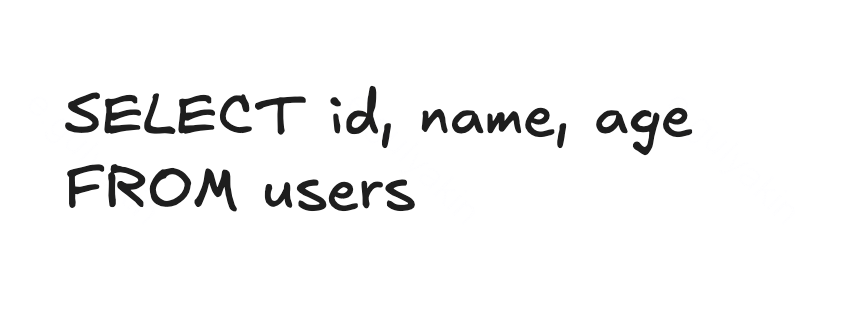 SELECT id, name, age
FROM users